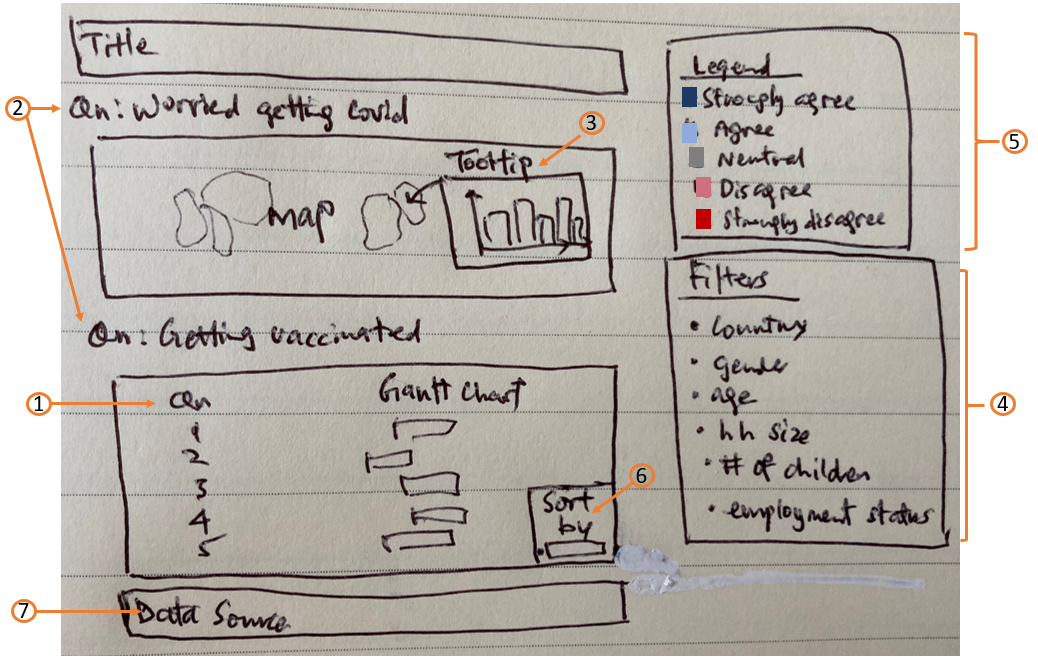 Title
2
Qn: Worried getting Covid
3
Tooltip
map
Legend
Strongly agree
Agree
Neutral
Disagree
Strongly disagree
5
Filters
• Country
• gender
• age
• hh size
• # of children
• employment status
4
Qn: Getting vaccinated
1
Qn
Gantt Chart
1
2
3
4
5
6
Sort
by
7
Data Source